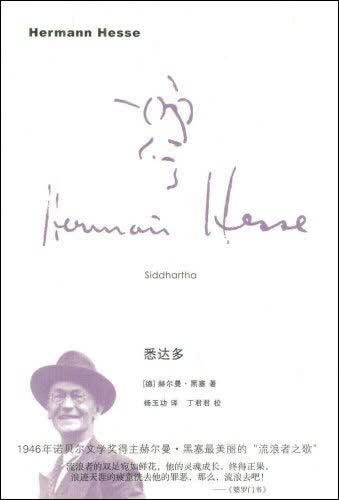 Hermann Hesse
Hermann Hesse
Siddhartha
悉达多
[德] 赫尔曼·黑塞 著
杨玉功 译 丁君君 校
1946年诺贝尔文学奖得主赫尔曼·黑塞最美丽的“流浪者之歌”
流浪者的双足宛如鲜花，他的灵魂成长，终得正果，
浪迹天涯的疲惫洗去他的罪恶，那么，流浪去吧！
——《婆罗门书》